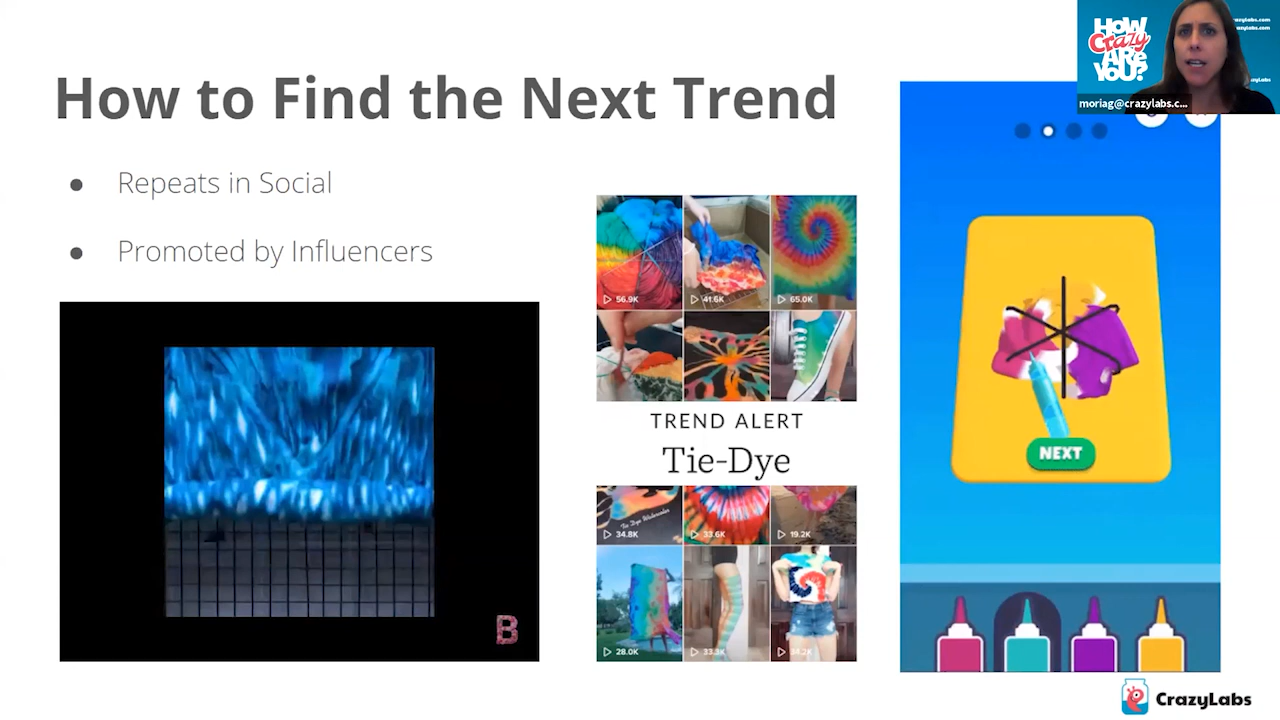 How to Find the Next Trend
• Repeats in Social
• Promoted by Influencers
HOW
Crazy
ARE
YOU?
moriag@crazylabs.c...
56.9K
41.6K
65.0K
TREND ALERT
Tie-Dye
34.8K
33.6K
19.2K
28.0K
33.3K
34.2K
B
NEXT
CrazyLabs